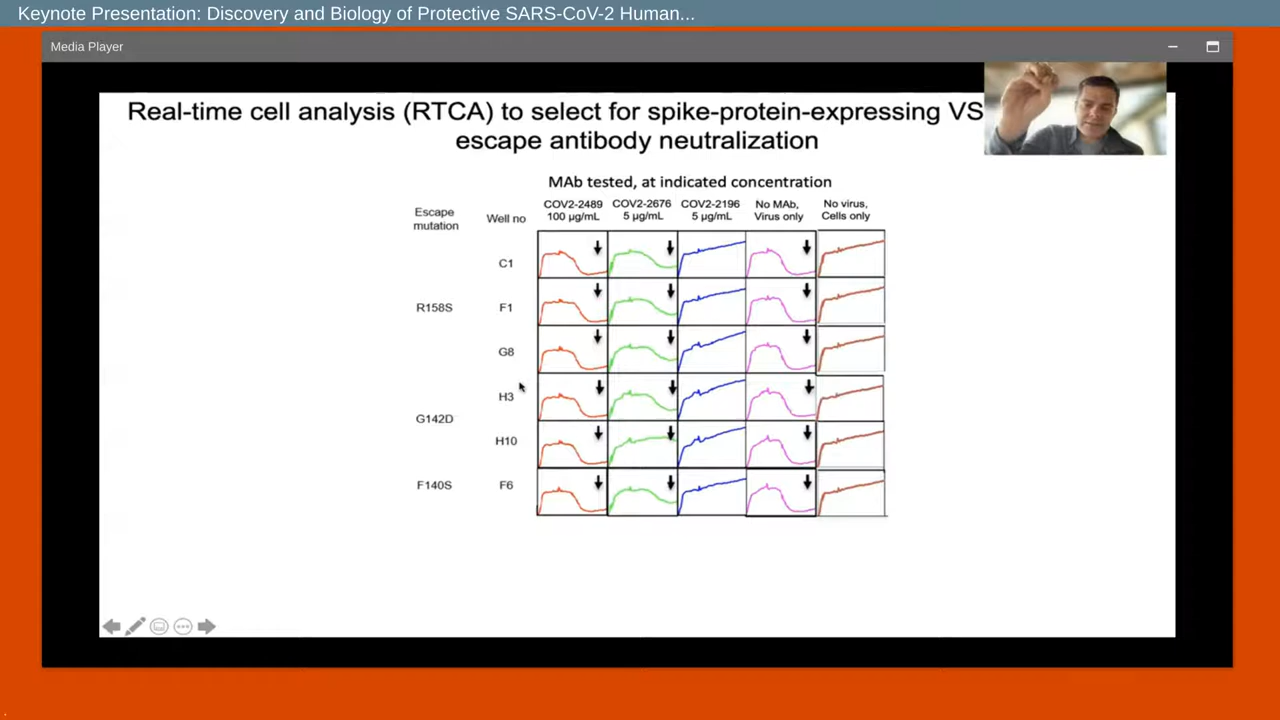 Keynote Presentation: Discovery and Biology of Protective SARS-CoV-2 Human...
Media Player
Real-time cell analysis (RTCA) to select for spike-protein-expressing VS
escape antibody neutralization
MAb tested, at indicated concentration
Escape mutation
Well no
COV2-2489 100 µg/mL
COV2-2676 5 µg/mL
COV2-2196 5 µg/mL
No MAb, Virus only
No virus, Cells only
C1
R158S F1
G8
H3
G142D
H10
F140S F6